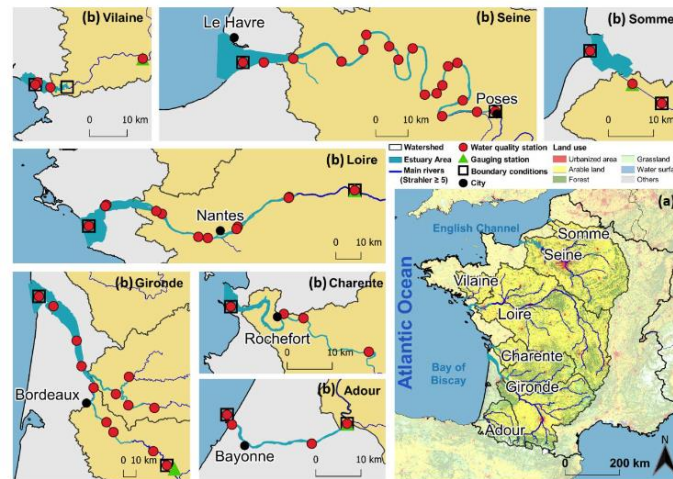 (b) Vilaine
0 10 km
Le Havre
(b) Seine
Poses
0 10 km
(b) Somme
0 10 km
(b) Loire
Nantes
0 10 km
Watershed
Estuary Area
Main rivers
(Strahler ≥ 5)
Water quality station
Gauging station
Boundary conditions
City
Land use
Urbanized area
Arable land
Forest
Grassland
Water surface
Others
(b) Gironde
Bordeaux
0 10 km
(b) Charente
Rochefort
0 10 km
(b) Adour
Bayonne
0 10 km
(a)
English Channel
Somme
Seine
Vilaine
Loire
Atlantic Ocean
Bay of
Biscay
Charente
Gironde
Adour
0 200 km
N